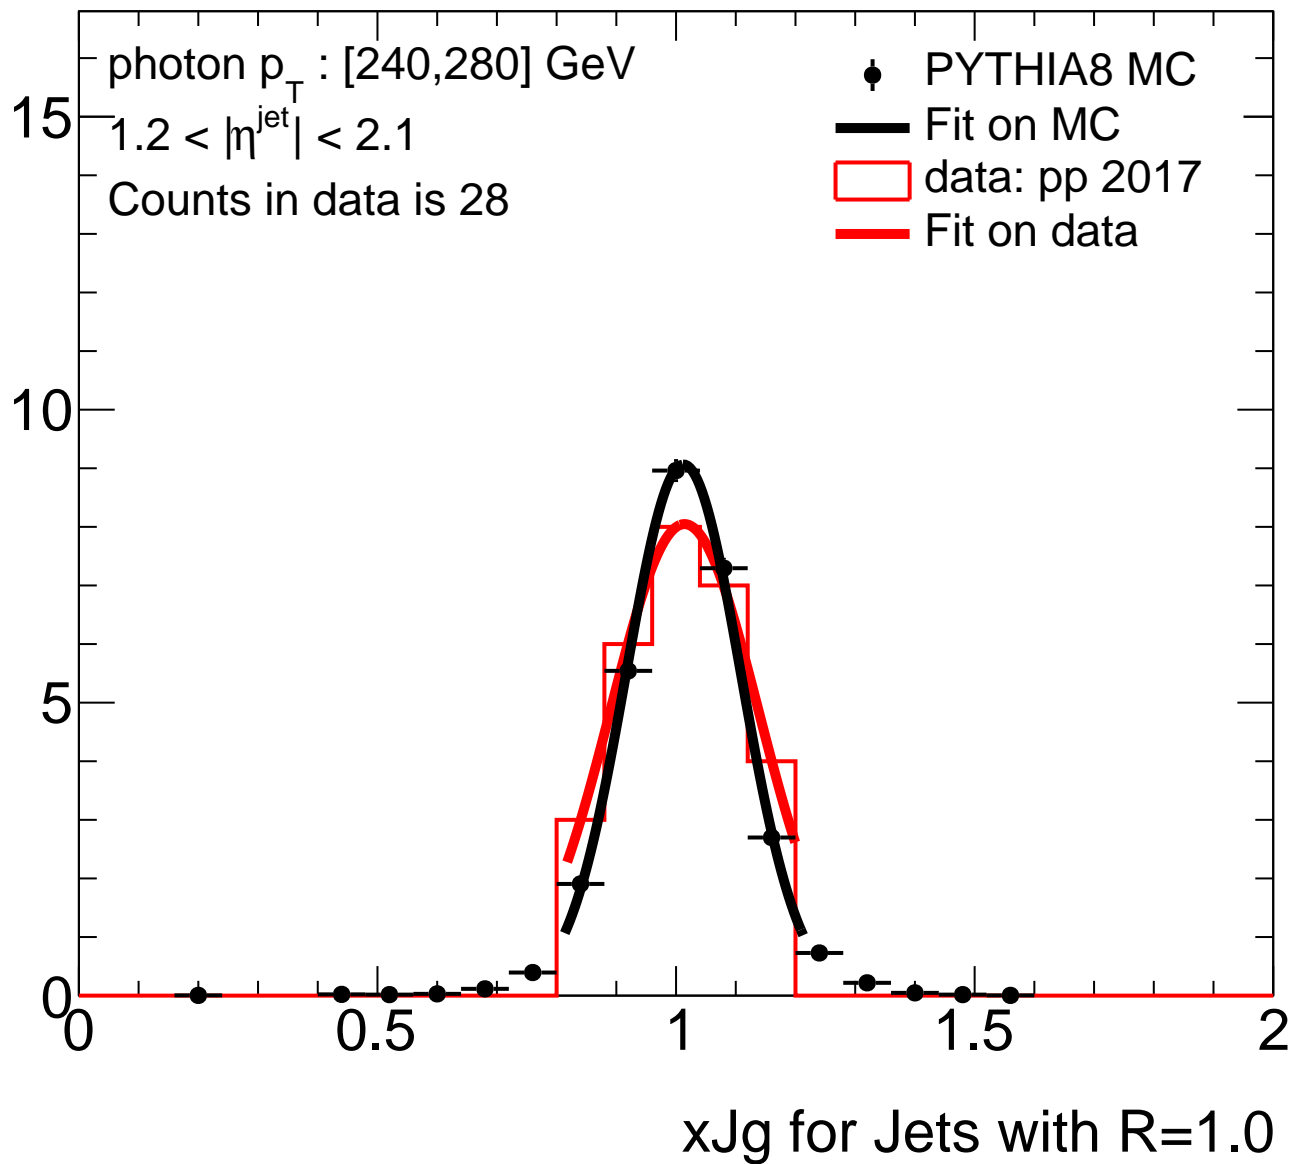 photon p_T : [240,280] GeV
1.2 < |η^jet| < 2.1
Counts in data is 28
PYTHIA8 MC
Fit on MC
data: pp 2017
Fit on data
15
10
5
0
0 0.5 1 1.5 2
xJg for Jets with R=1.0